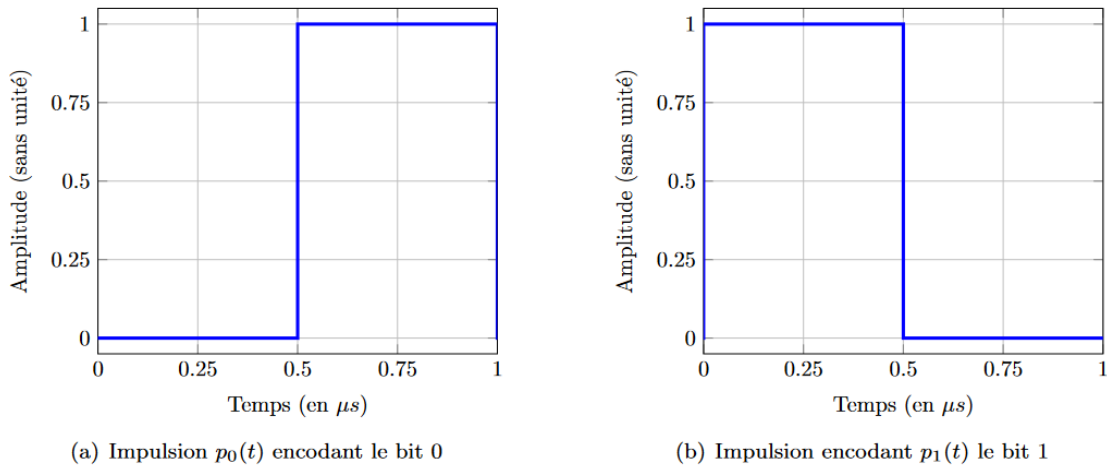 Amplitude (sans unité)
1
0.75
0.5
0.25
0
0 0.25 0.5 0.75 1
Temps (en µs)
(a) Impulsion p₀(t) encodant le bit 0
Amplitude (sans unité)
1
0.75
0.5
0.25
0
0 0.25 0.5 0.75 1
Temps (en µs)
(b) Impulsion encodant p₁(t) le bit 1